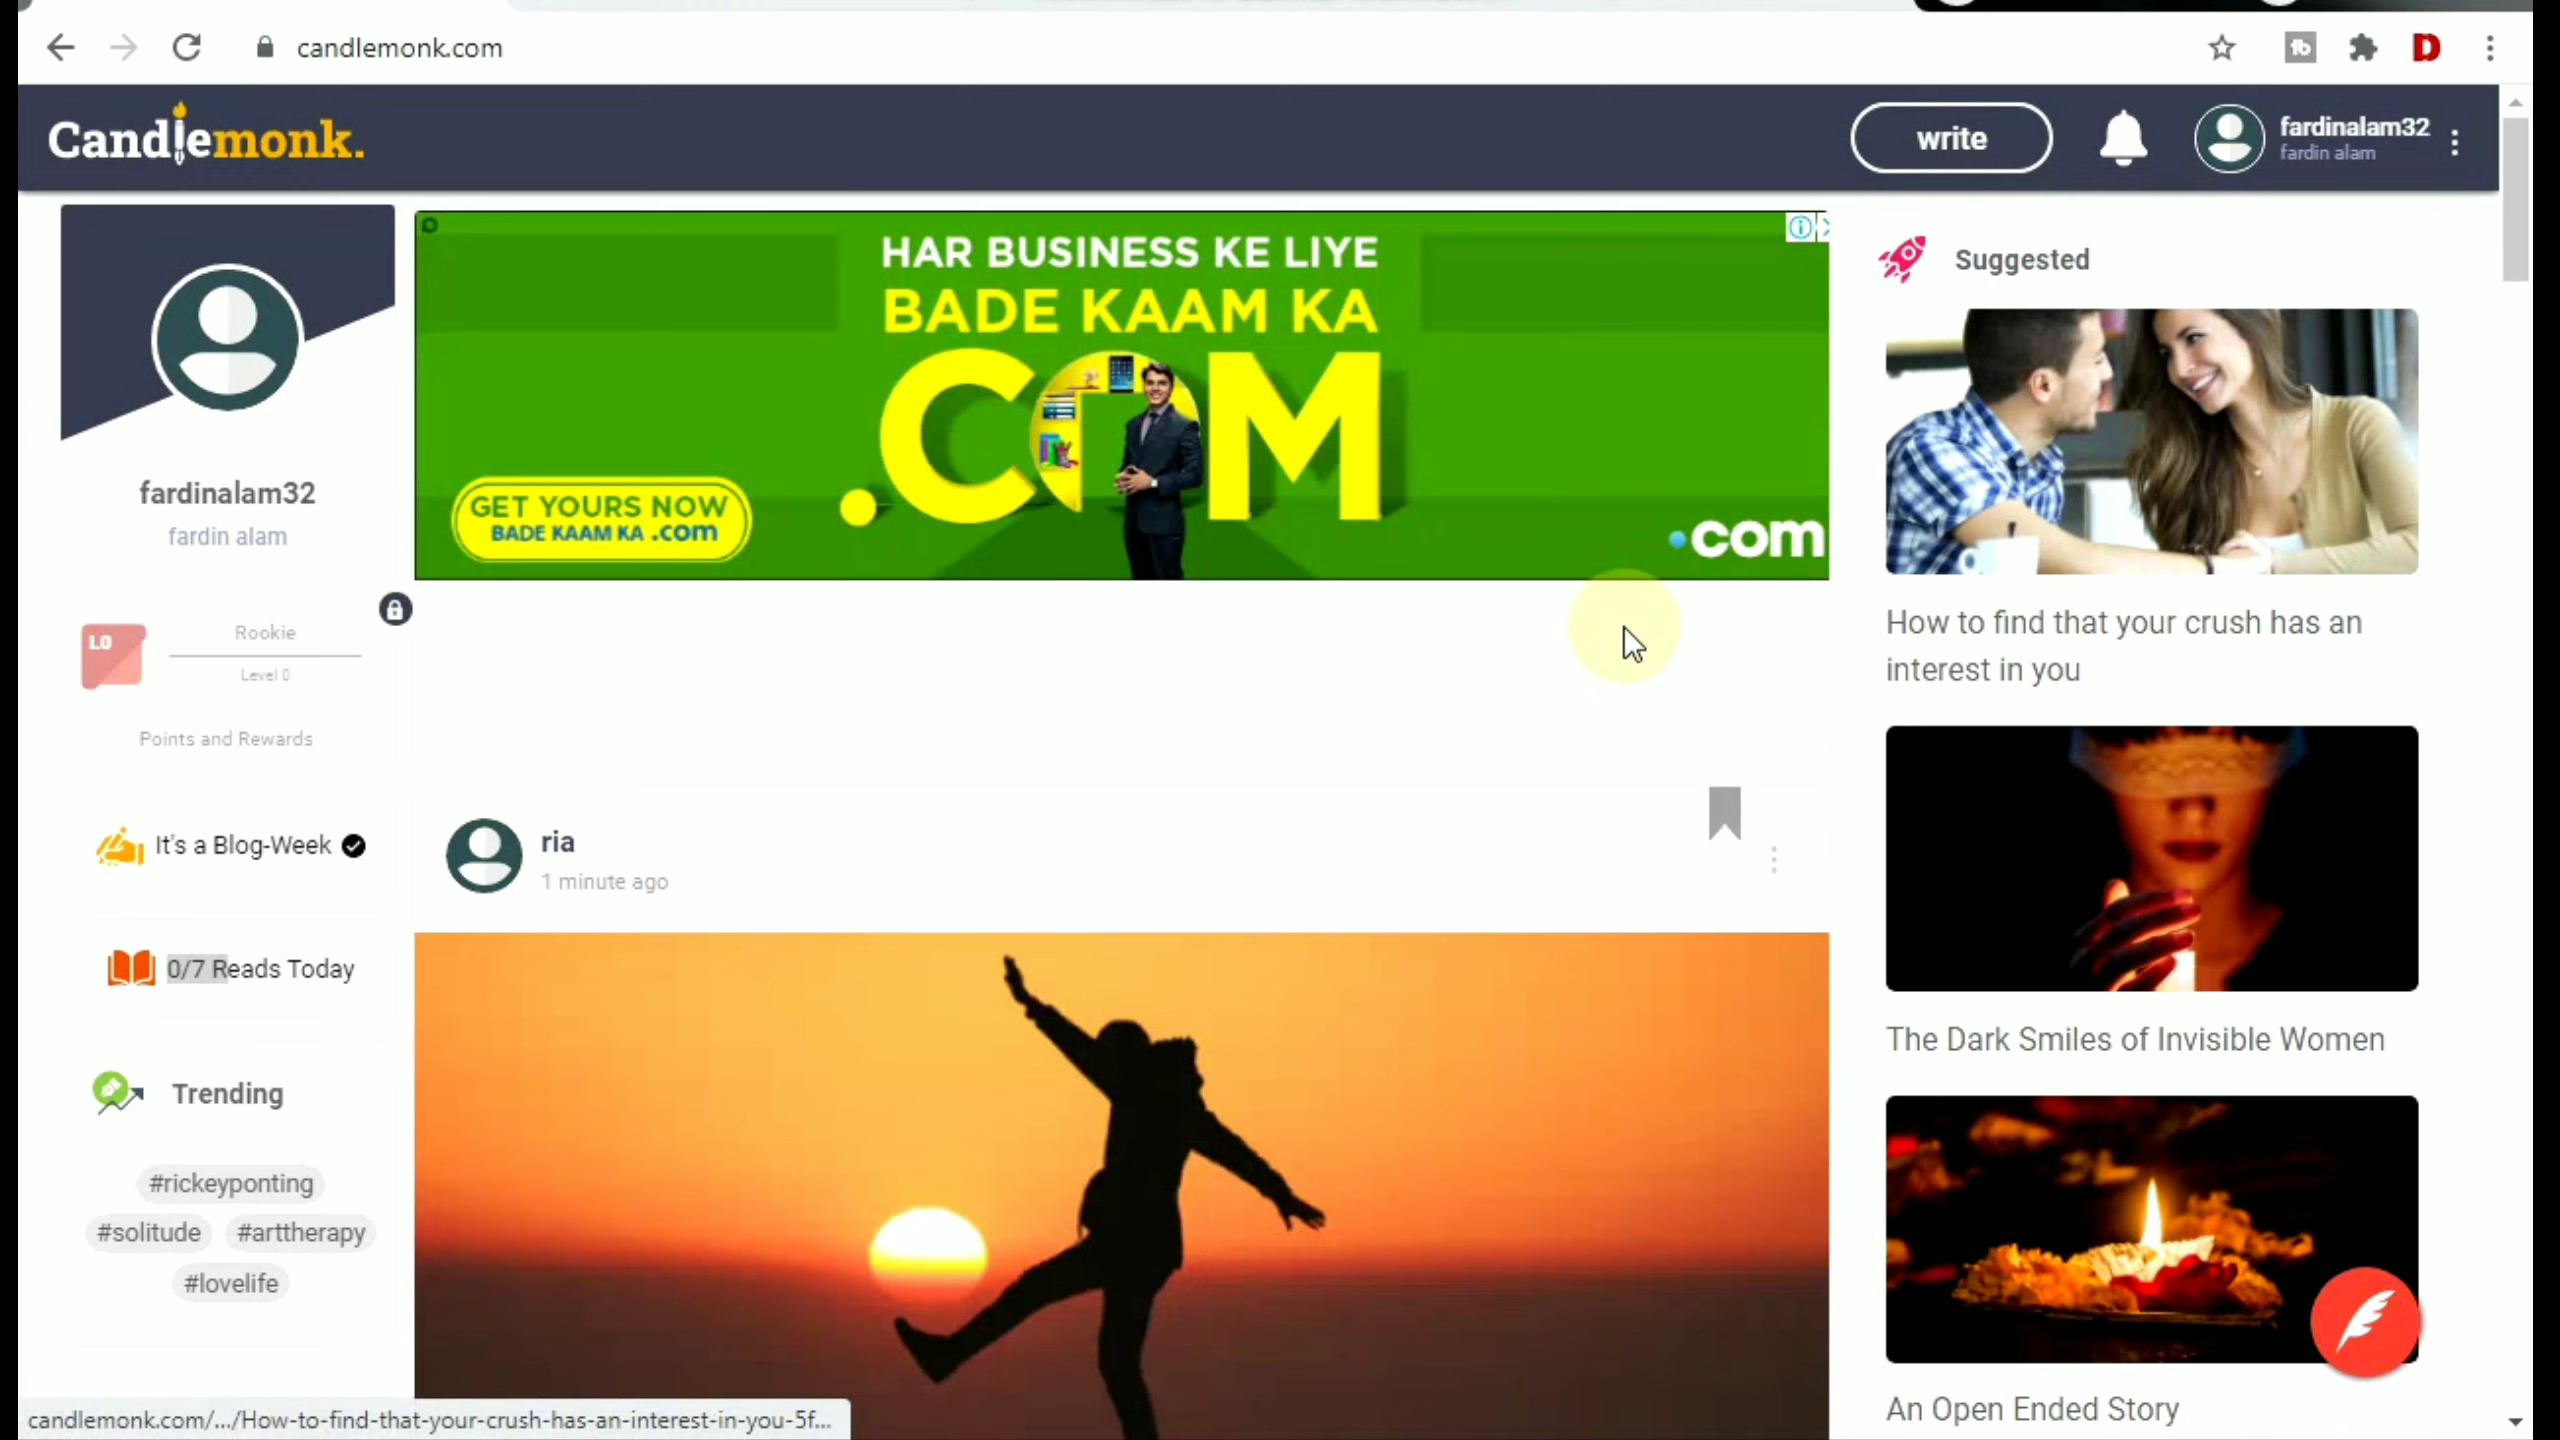 candlemonk.com
Candlemonk.
write
fardinalam32
fardin alam
HAR BUSINESS KE LIYE
BADE KAAM KA
.COM
GET YOURS NOW
BADE KAAM KA .com
.com
fardinalam32
fardin alam
L0
Rookie
Level 0
Points and Rewards
It's a Blog-Week
0/7 Reads Today
Trending
#rickeyponting
#solitude #arttherapy
#lovelife
ria
1 minute ago
Suggested
How to find that your crush has an
interest in you
The Dark Smiles of Invisible Women
An Open Ended Story
candlemonk.com/.../How-to-find-that-your-crush-has-an-interest-in-you-5f...